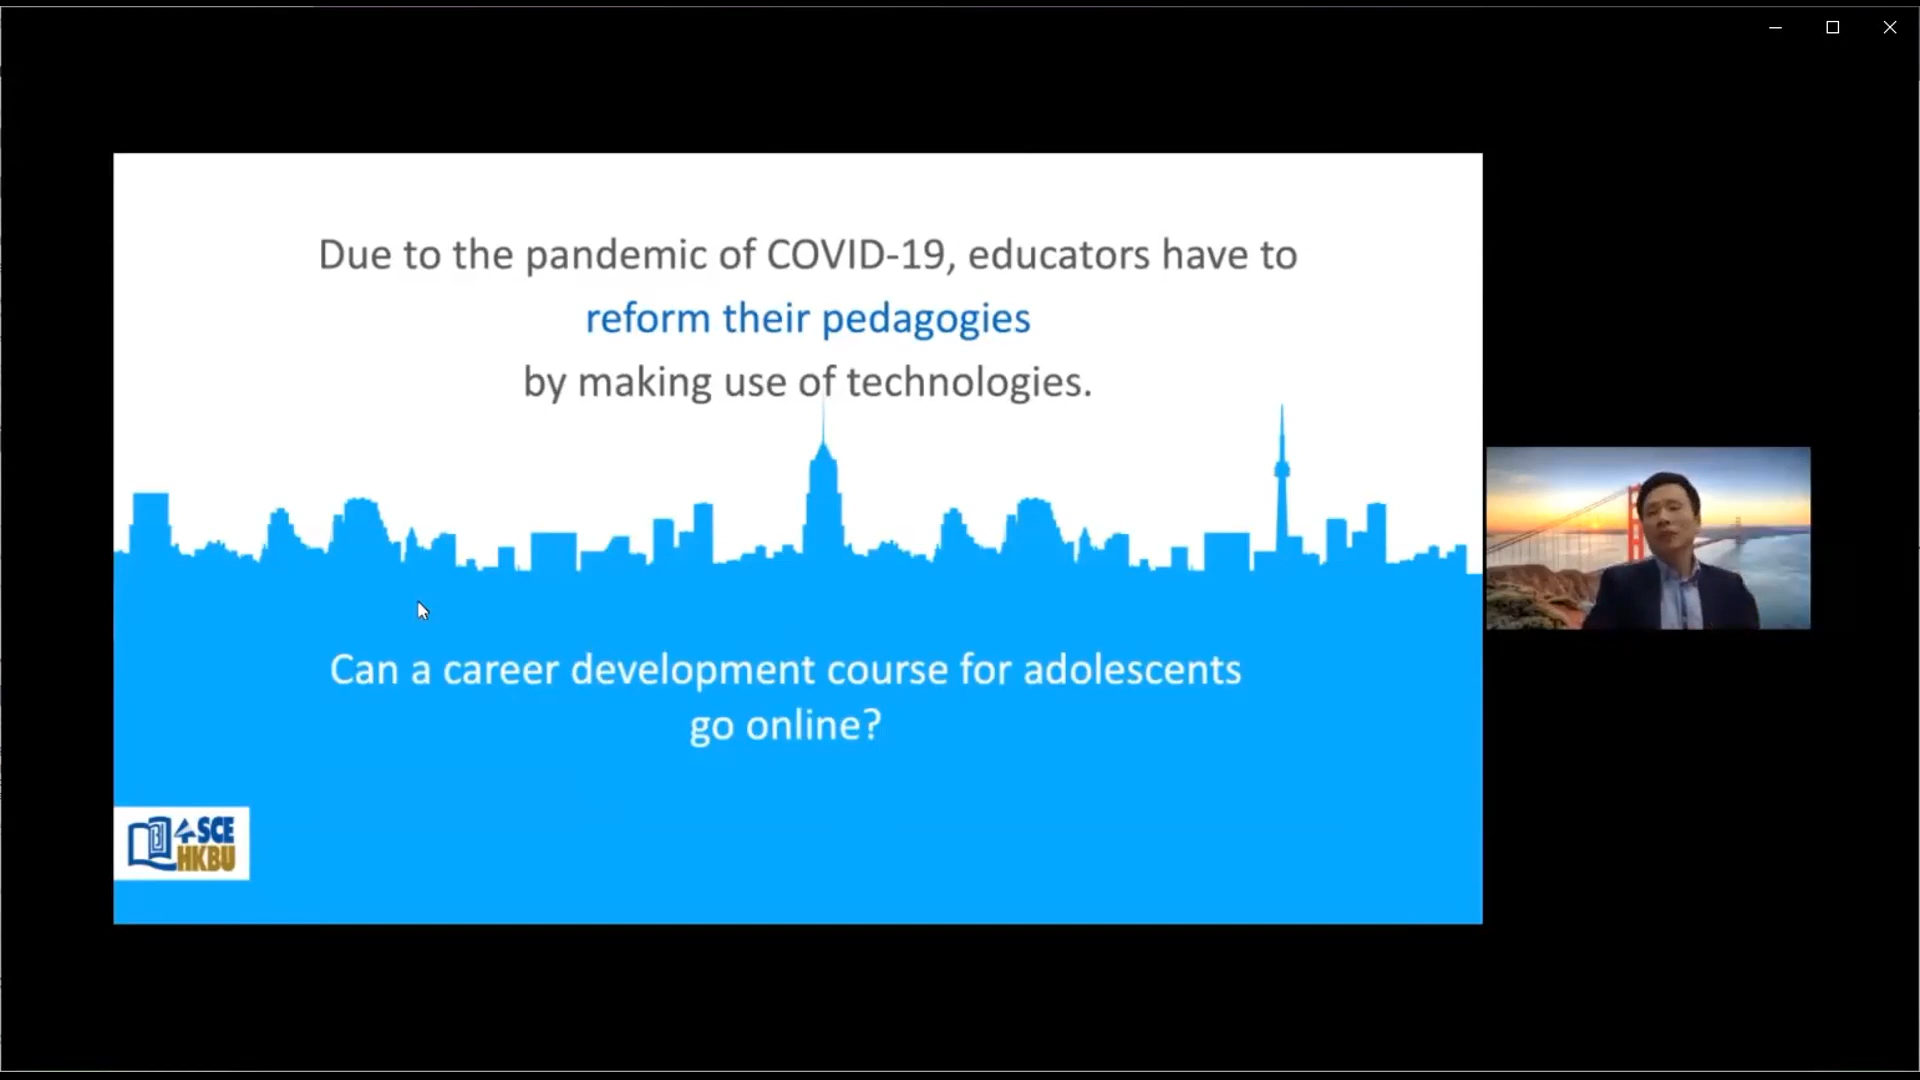 Due to the pandemic of COVID-19, educators have to
reform their pedagogies
by making use of technologies.
Can a career development course for adolescents
go online?
SCE
HKBU